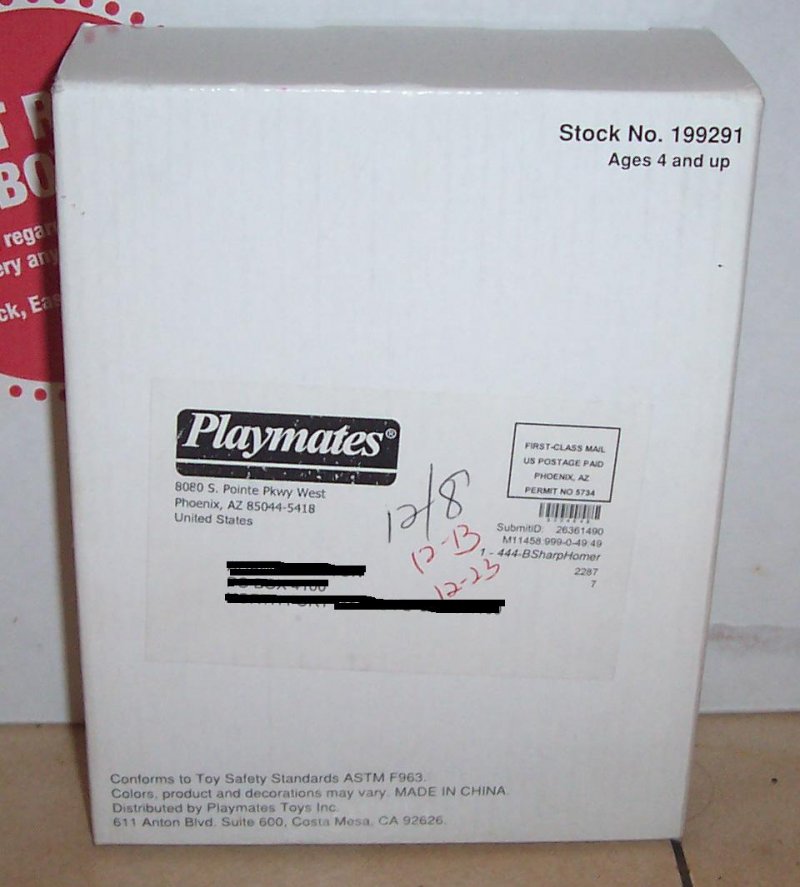 Stock No. 199291
Ages 4 and up
Playmates®
8080 S. Pointe Pkwy West
Phoenix, AZ 85044-5418
United States
FIRST-CLASS MAIL
US POSTAGE PAID
PHOENIX, AZ
PERMIT NO 5734
SubmitID: 26361490
M11458:999-0-49:49
1 - 444-BSharpHomer
2287
7
12/8
12-13
12-23
Conforms to Toy Safety Standards ASTM F963.
Colors, product and decorations may vary. MADE IN CHINA.
Distributed by Playmates Toys Inc.
611 Anton Blvd. Suite 600, Costa Mesa, CA 92626.